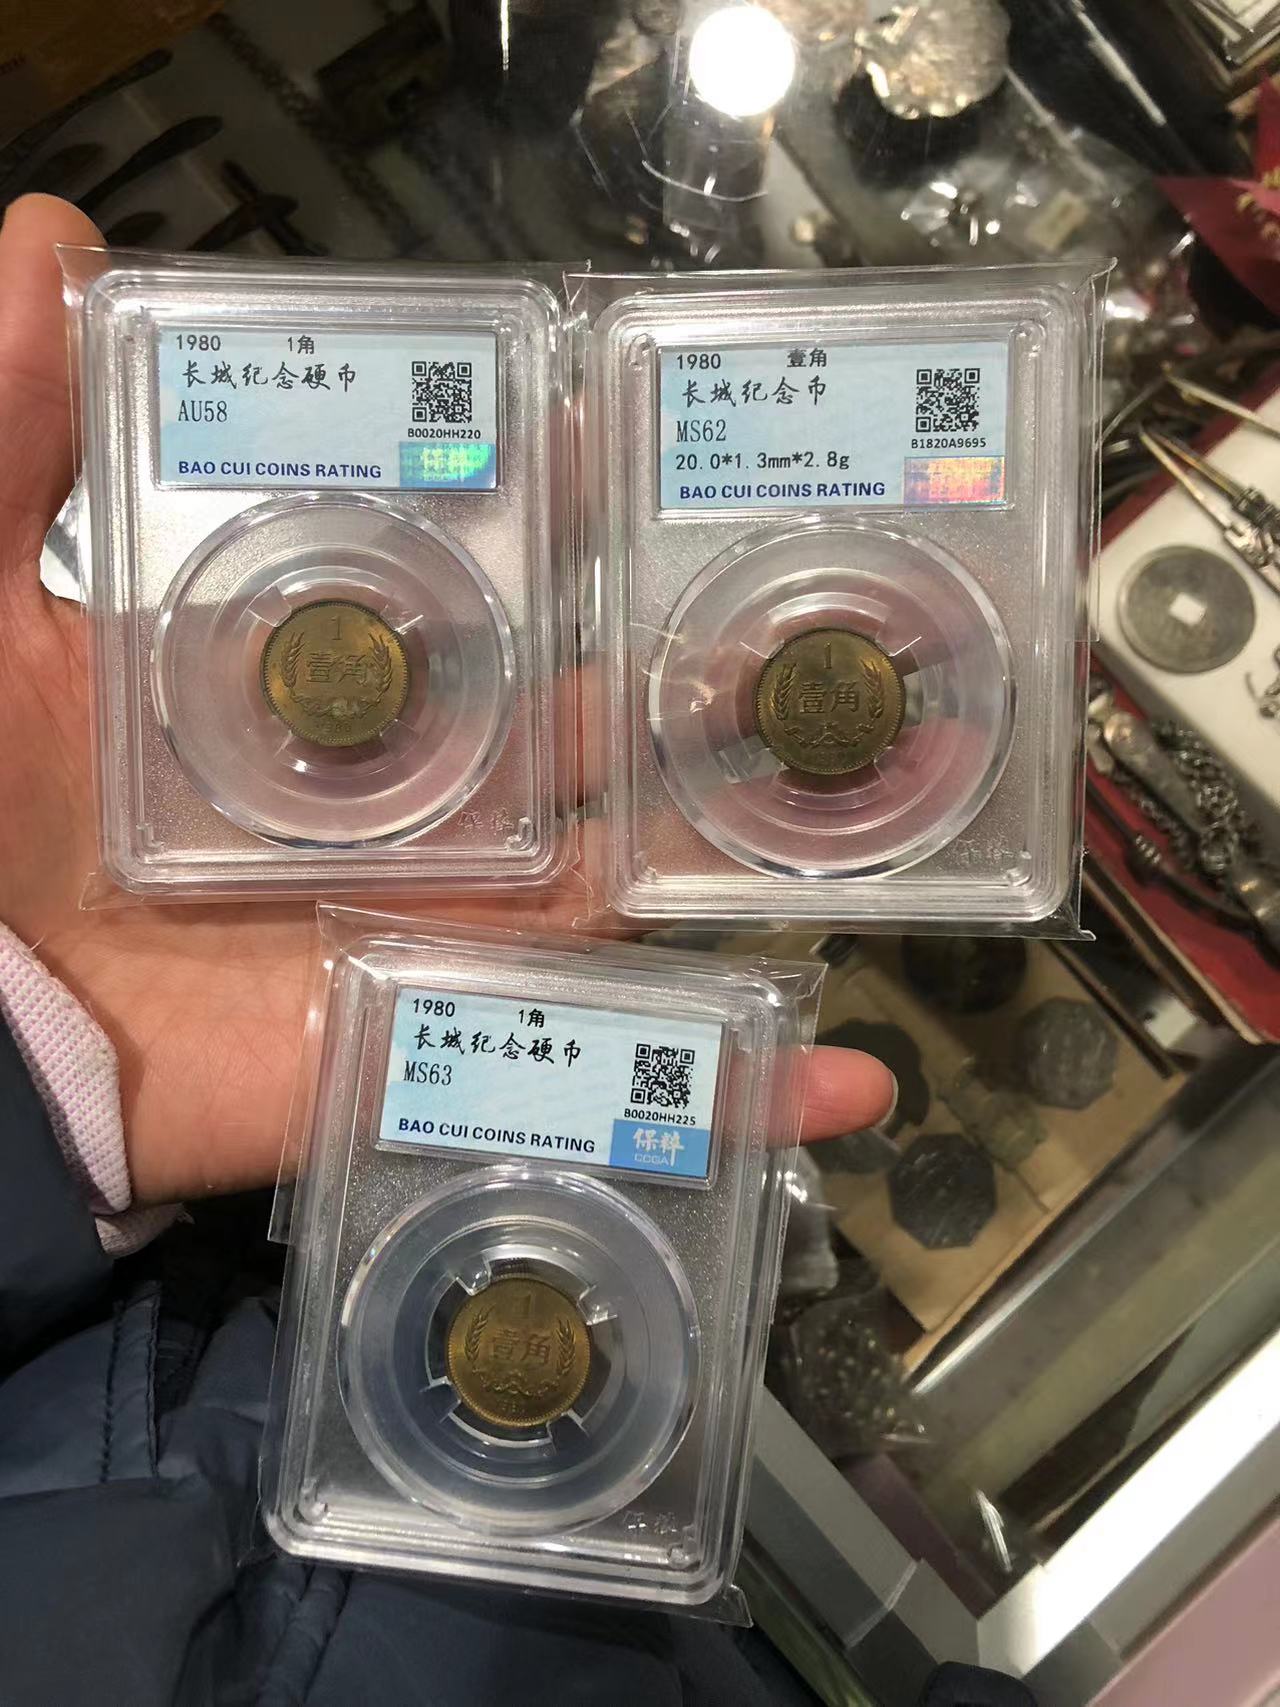 1980 1角
长城纪念硬币
AU58
B0020HH220
BAO CUI COINS RATING
保粹
1
壹角
1980
1980 壹角
长城纪念币
MS62
B1820A9695
20.0*1.3mm*2.8g
BAO CUI COINS RATING
1
壹角
1980 1角
长城纪念硬币
MS63
B0020HH225
BAO CUI COINS RATING
保粹
CCGA
1
壹角